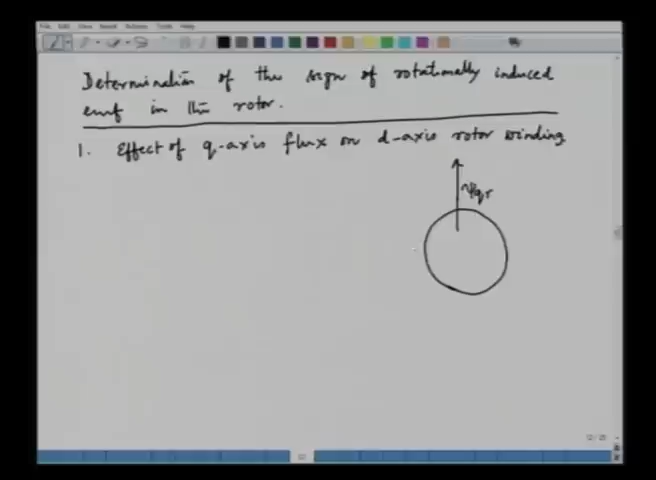 Determination of the sign of rotationally induced
emf in the rotor.
1. Effect of q-axis flux on d-axis rotor winding
ψqr